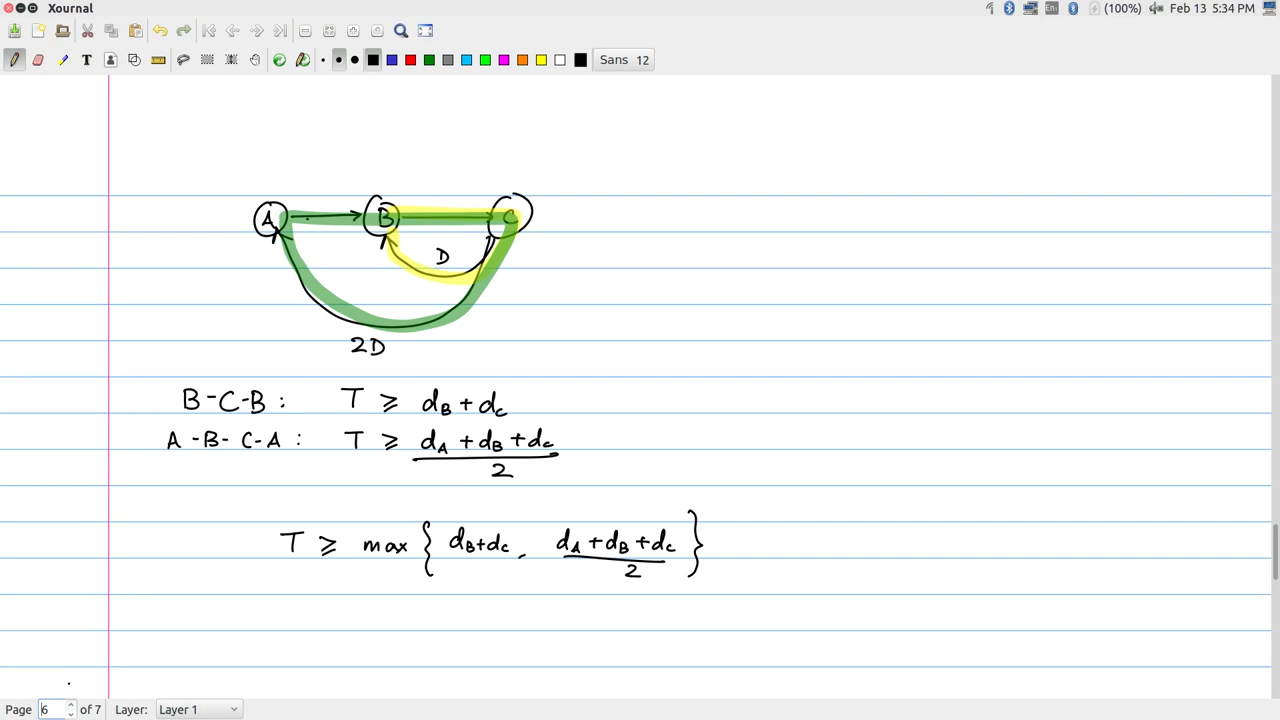 Xournal
(100%) Feb 13 5:34 PM
Sans 12
A B C
D
2D
B-C-B : T ⩾ d_B + d_C
A-B-C-A : T ⩾ d_A + d_B + d_C
2
T ⩾ max { d_B+d_C , d_A + d_B + d_C }
2
Page 6 of 7 Layer: Layer 1